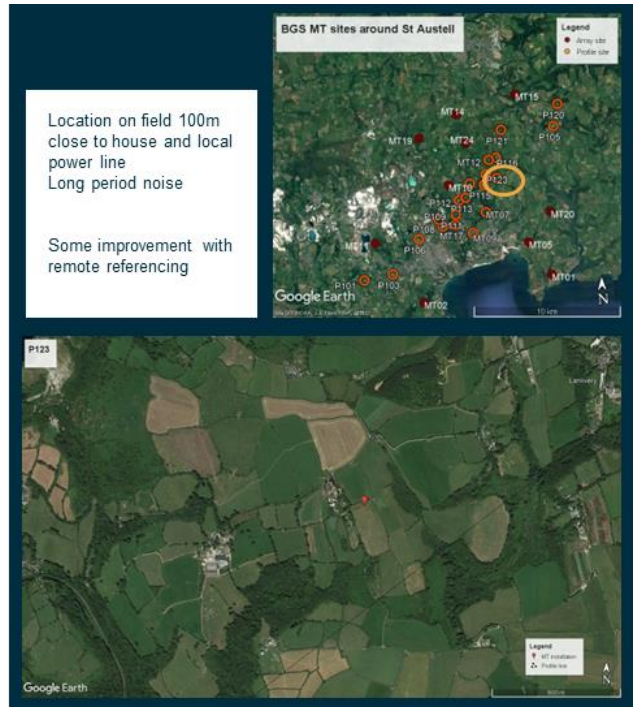 Location on field 100m
close to house and local
power line
Long period noise
Some improvement with
remote referencing
BGS MT sites around St Austell
Legend
Array site
Profile site
MT15
P120
MT14
P105
P121
MT19
MT24
MT12
P116
P123
MT10
P115
P112
P113
MT07
MT20
P109
P111
P108
MT17
MT05
P106
MT01
P101
P103
MT02
Google Earth
N
10 km
P123
Lanlivery
Legend
MT installation
Profile line
N
Google Earth